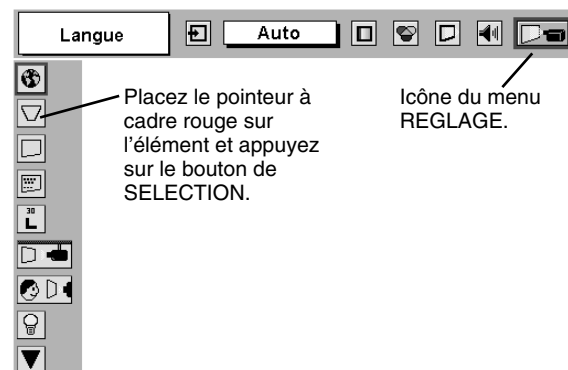 Langue
Auto
Placez le pointeur à
cadre rouge sur
l'élément et appuyez
sur le bouton de
SELECTION.
Icône du menu
REGLAGE.
30
L